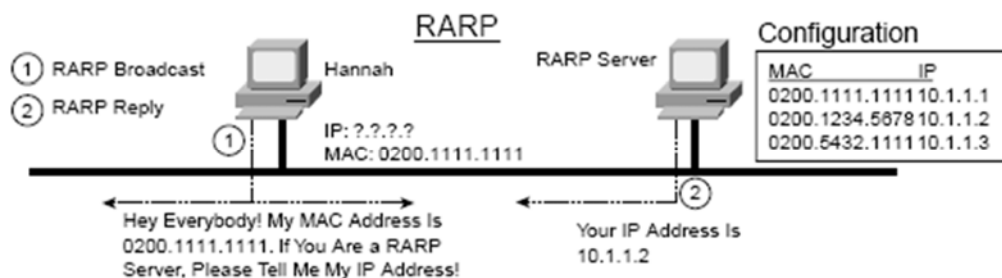 RARP
1 RARP Broadcast
2 RARP Reply
Hannah
1
IP: ?.?.?.?
MAC: 0200.1111.1111
RARP Server
Configuration
MAC IP
0200.1111.1111 10.1.1.1
0200.1234.5678 10.1.1.2
0200.5432.1111 10.1.1.3
Hey Everybody! My MAC Address Is
0200.1111.1111. If You Are a RARP
Server, Please Tell Me My IP Address!
2
Your IP Address Is
10.1.1.2